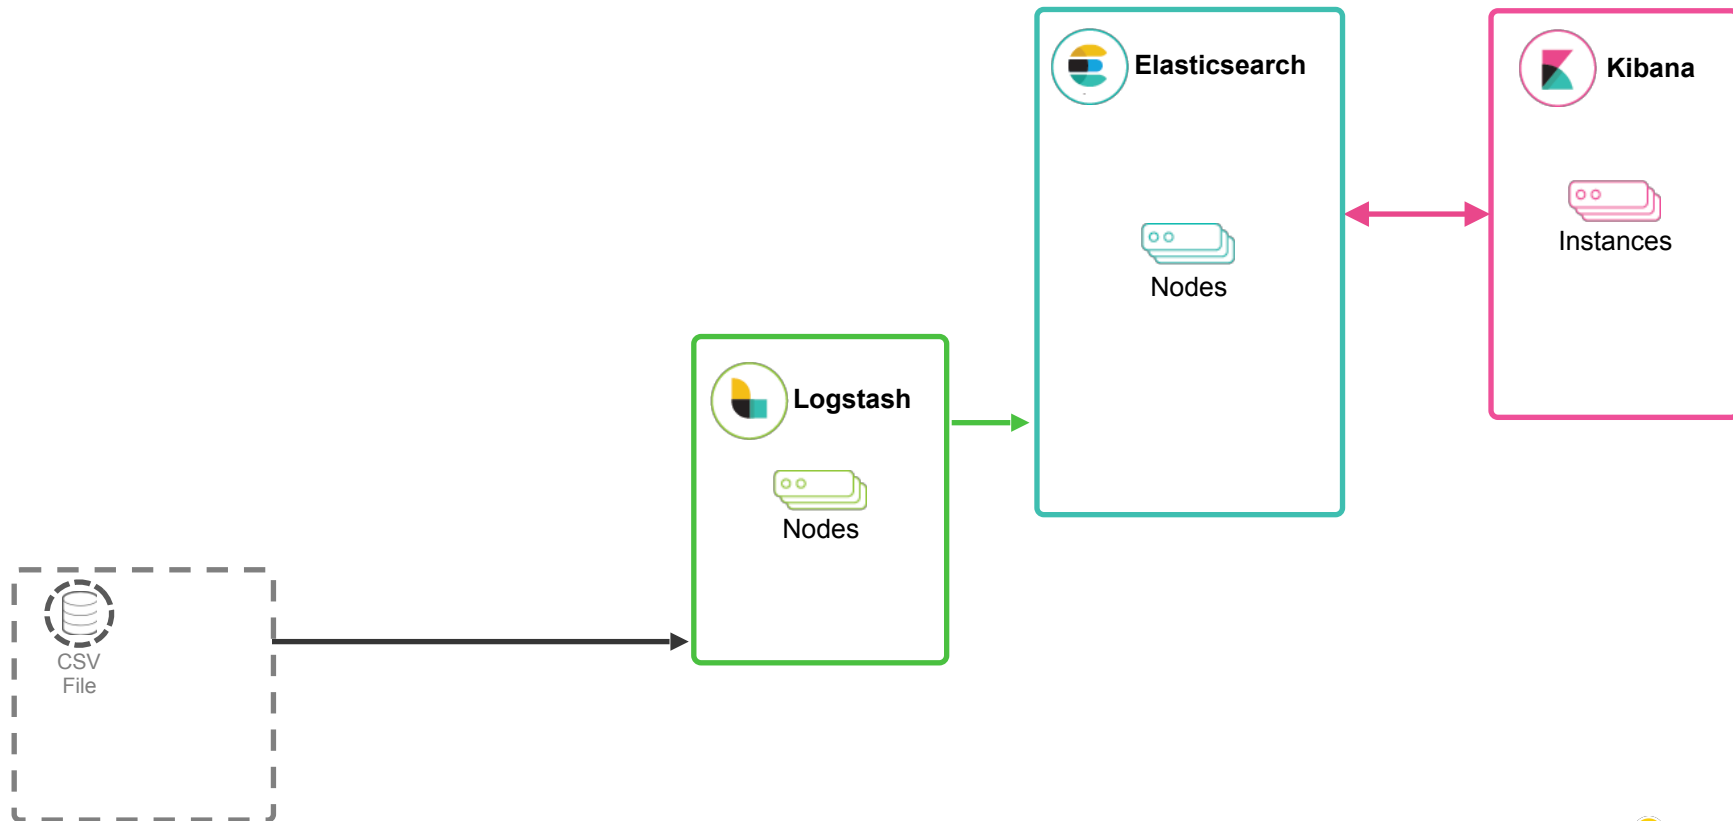 Elasticsearch
Nodes
Kibana
Instances
Logstash
Nodes
CSV
File